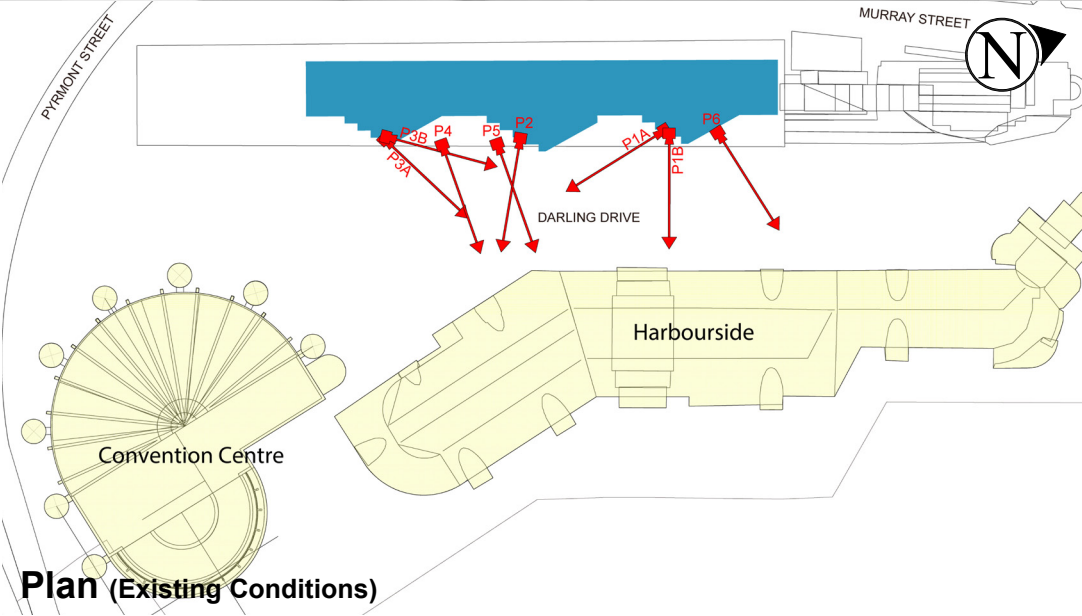 MURRAY STREET
N
PYRMONT STREET
P6
P2
P3B
P4
P5
P1A
P1B
P3A
DARLING DRIVE
Harbourside
Convention Centre
Plan (Existing Conditions)